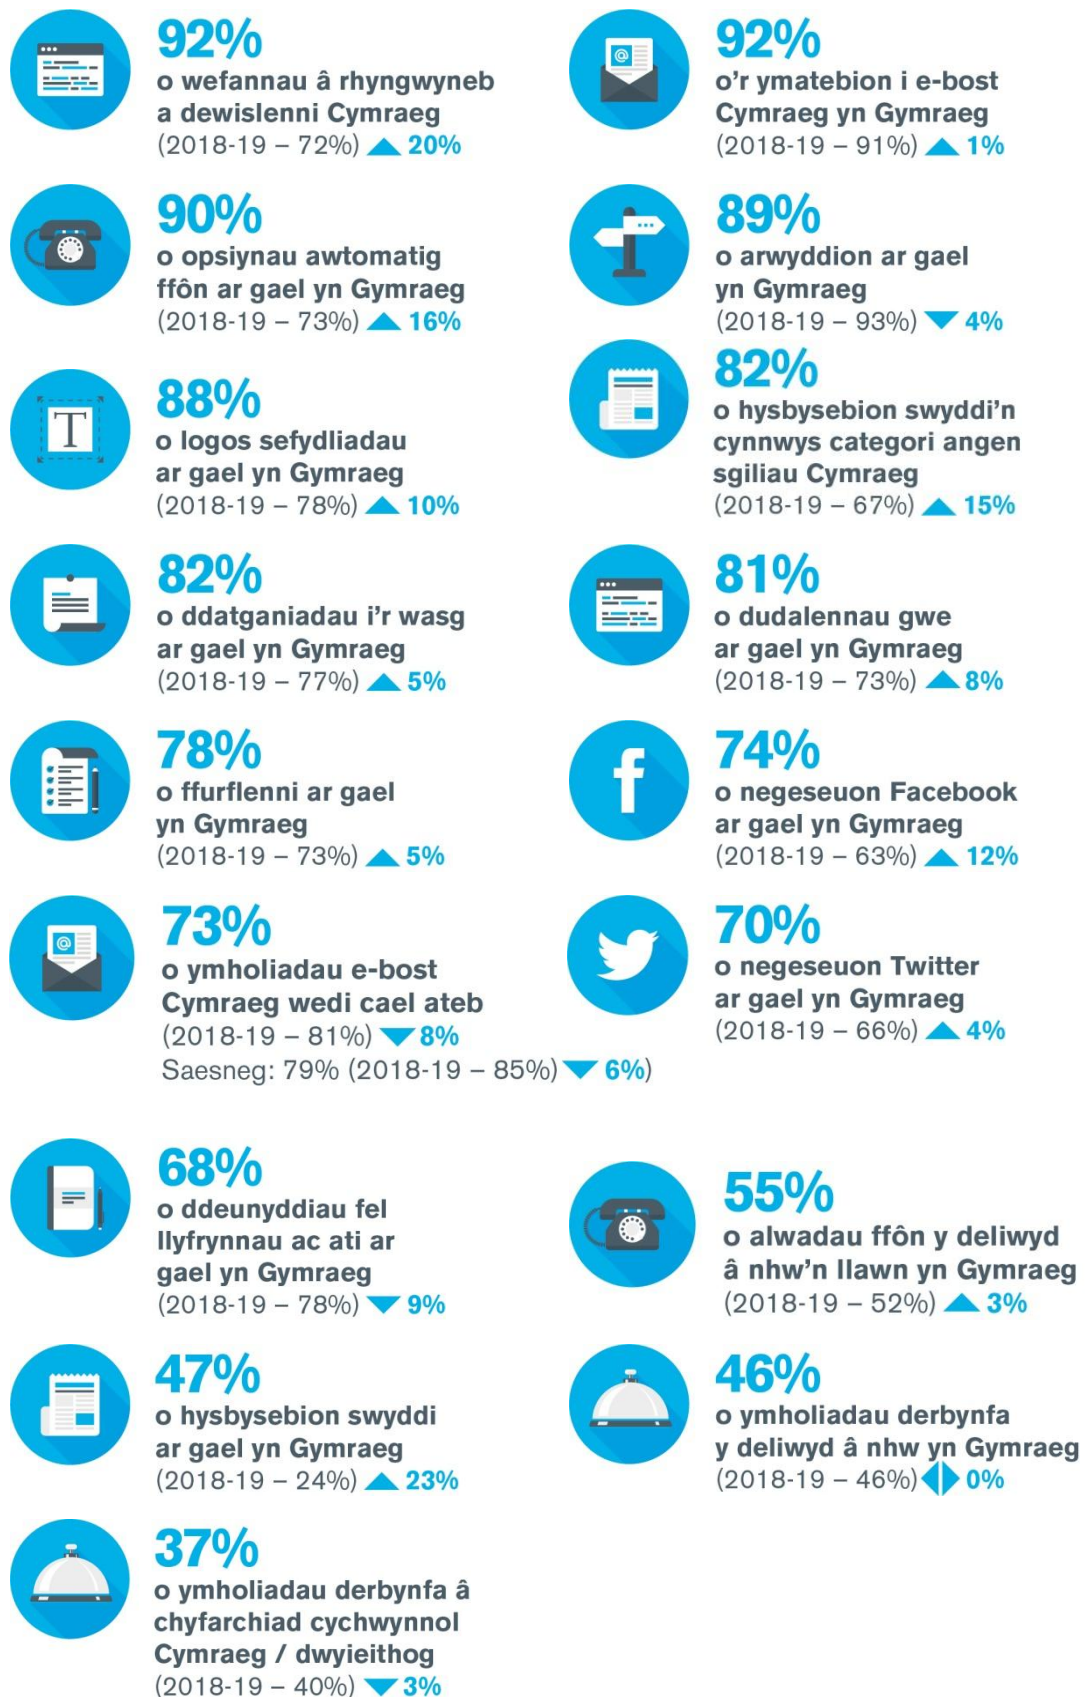 92%
o wefannau â rhyngwyneb
a dewislenni Cymraeg
(2018-19 – 72%) 20%
92%
o'r ymatebion i e-bost
Cymraeg yn Gymraeg
(2018-19 – 91%) 1%
90%
o opsiynau awtomatig
ffôn ar gael yn Gymraeg
(2018-19 – 73%) 16%
89%
o arwyddion ar gael
yn Gymraeg
(2018-19 – 93%) 4%
88%
o logos sefydliadau
ar gael yn Gymraeg
(2018-19 – 78%) 10%
82%
o hysbysebion swyddi'n
cynnwys categori angen
sgiliau Cymraeg
(2018-19 – 67%) 15%
82%
o ddatganiadau i'r wasg
ar gael yn Gymraeg
(2018-19 – 77%) 5%
81%
o dudalennau gwe
ar gael yn Gymraeg
(2018-19 – 73%) 8%
78%
o ffurflenni ar gael
yn Gymraeg
(2018-19 – 73%) 5%
74%
o negeseuon Facebook
ar gael yn Gymraeg
(2018-19 – 63%) 12%
73%
o ymholiadau e-bost
Cymraeg wedi cael ateb
(2018-19 – 81%) 8%
Saesneg: 79% (2018-19 – 85%) 6%)
70%
o negeseuon Twitter
ar gael yn Gymraeg
(2018-19 – 66%) 4%
68%
o ddeunyddiau fel
llyfrynnau ac ati ar
gael yn Gymraeg
(2018-19 – 78%) 9%
55%
o alwadau ffôn y deliwyd
â nhw'n llawn yn Gymraeg
(2018-19 – 52%) 3%
47%
o hysbysebion swyddi
ar gael yn Gymraeg
(2018-19 – 24%) 23%
46%
o ymholiadau derbynfa
y deliwyd â nhw yn Gymraeg
(2018-19 – 46%) 0%
37%
o ymholiadau derbynfa â
chyfarchiad cychwynnol
Cymraeg / dwyieithog
(2018-19 – 40%) 3%